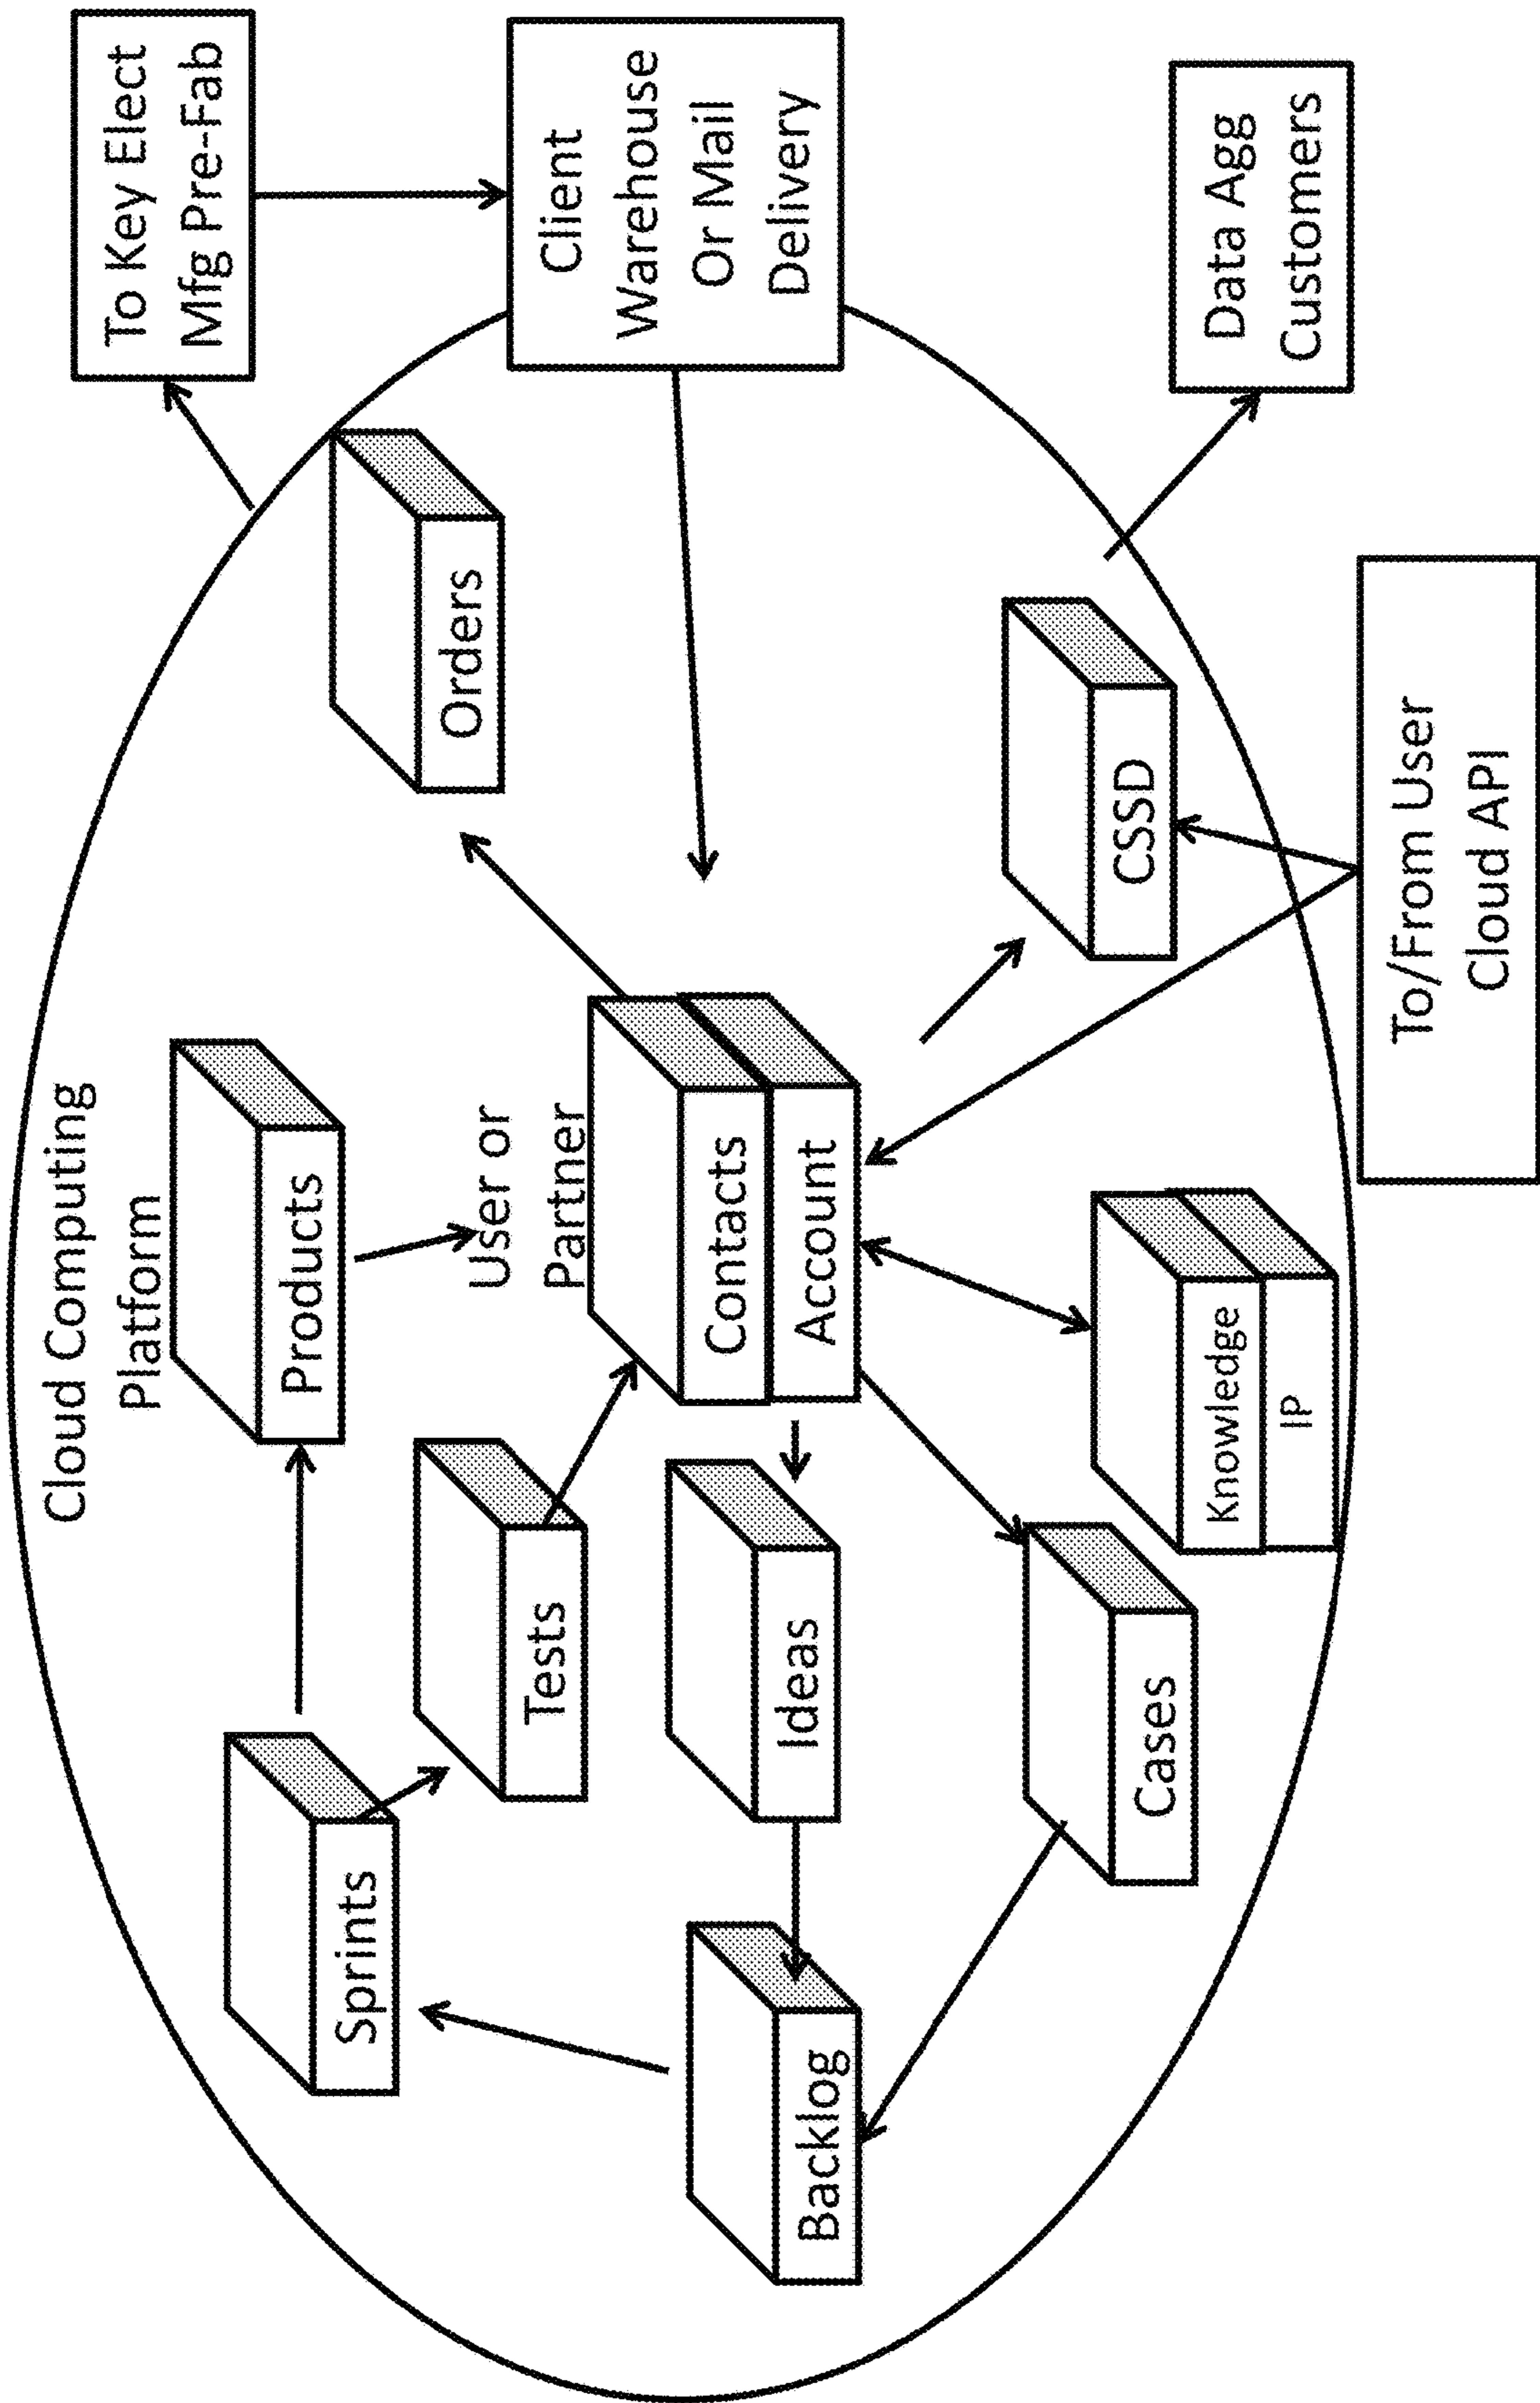 Cloud Computing
Platform
To Key Elect
Mfg Pre-Fab
Sprints
Products
Orders
Tests
User or
Partner
Client
Warehouse
Or Mail
Delivery
Backlog
Ideas
Contacts
Account
Cases
Knowledge
IP
CSSD
Data Agg
Customers
To/From User
Cloud API